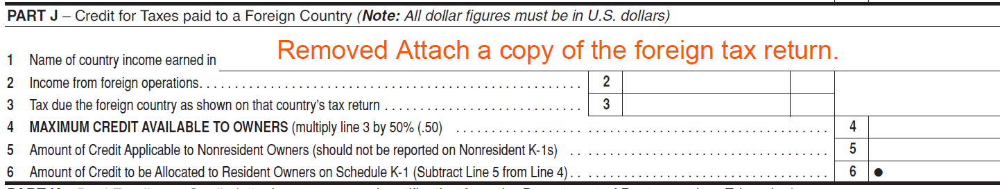 PART J – Credit for Taxes paid to a Foreign Country (Note: All dollar figures must be in U.S. dollars)
Removed Attach a copy of the foreign tax return.
1 Name of country income earned in
2 Income from foreign operations. . . . . . . . . . . . . . . . . . . . . . . . . . . . . . . . . . . . . . . . . . . . . . . . . . . . . . 2
3 Tax due the foreign country as shown on that country's tax return . . . . . . . . . . . . . . . . . . . . . . . . . . . . 3
4 MAXIMUM CREDIT AVAILABLE TO OWNERS (multiply line 3 by 50% (.50) . . . . . . . . . . . . . . . . . . . . . . . . . . . . . . . . . . . . . . . . . . . . . . . . . . . . 4
5 Amount of Credit Applicable to Nonresident Owners (should not be reported on Nonresident K-1s) . . . . . . . . . . . . . . . . . . . . . . . . . . . . . . . . . . . . 5
6 Amount of Credit to be Allocated to Resident Owners on Schedule K-1 (Subtract Line 5 from Line 4) . . . . . . . . . . . . . . . . . . . . . . . . . . . . . . . . . . . . 6 ●